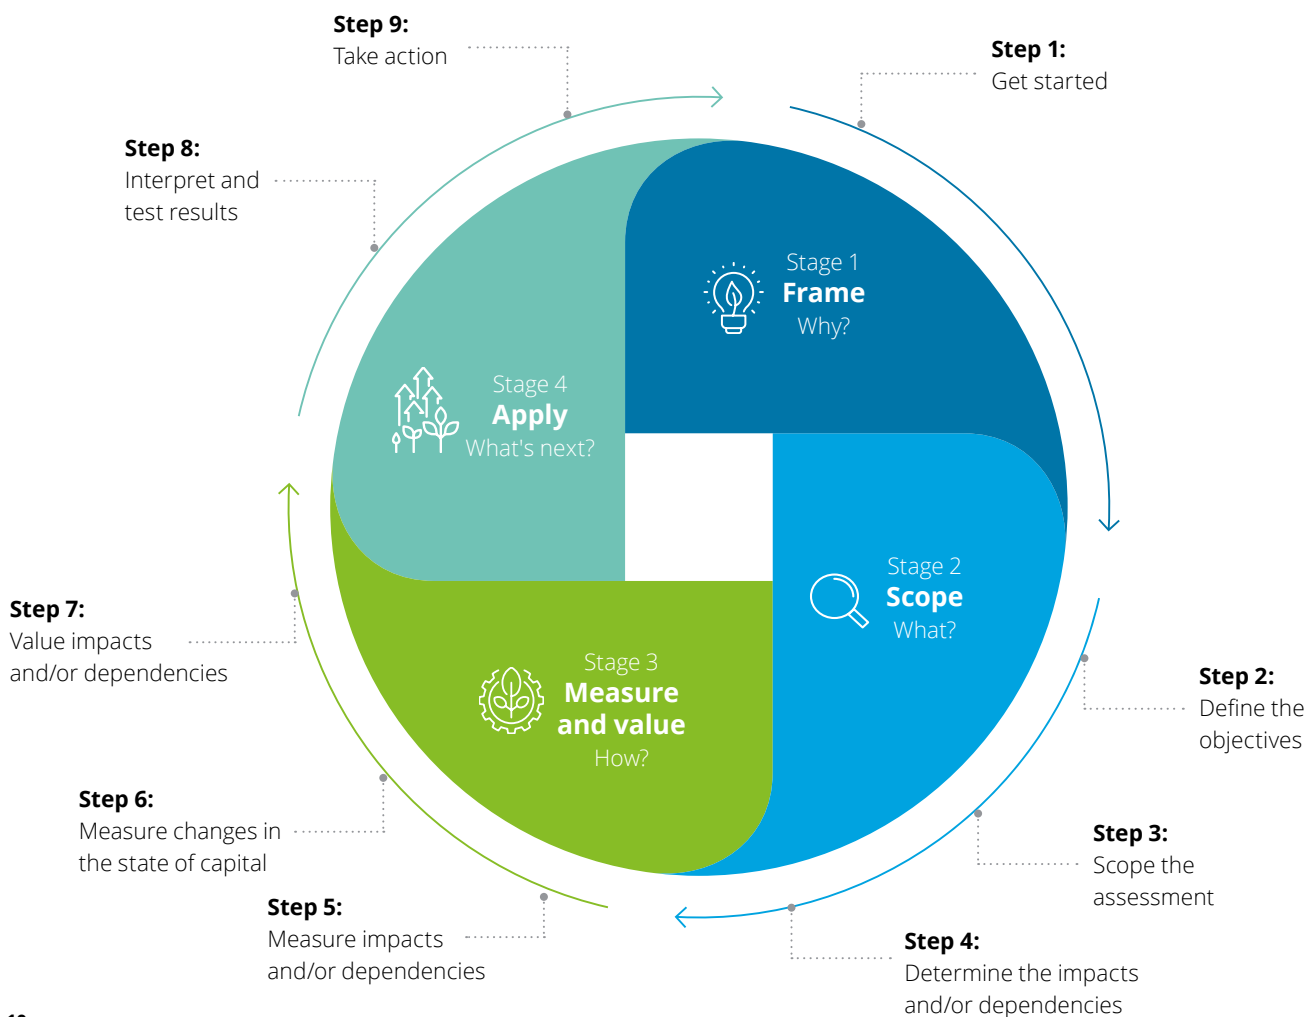 Step 9:
Take action
Step 1:
Get started
Step 8:
Interpret and
test results
Stage 1
Frame
Why?
Stage 4
Apply
What's next?
Stage 2
Scope
What?
Step 7:
Value impacts
and/or dependencies
Stage 3
Measure
and value
How?
Step 2:
Define the
objectives
Step 6:
Measure changes in
the state of capital
Step 3:
Scope the
assessment
Step 5:
Measure impacts
and/or dependencies
Step 4:
Determine the impacts
and/or dependencies